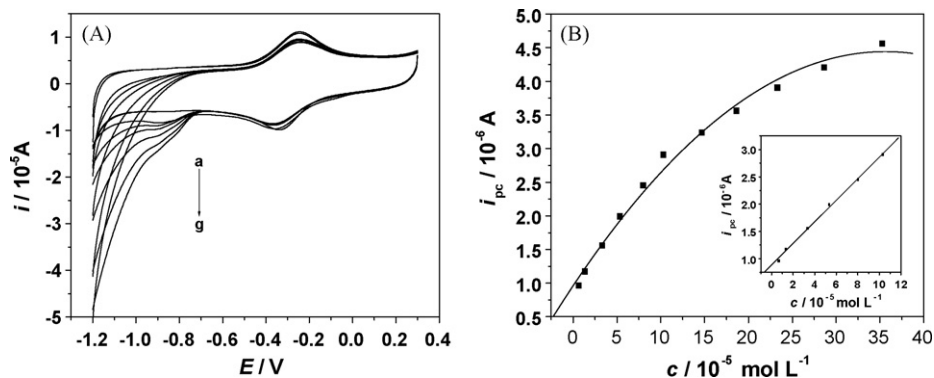 (A)
1
0
-1
-2
-3
-4
-5
i / 10⁻⁵A
a
g
-1.2 -1.0 -0.8 -0.6 -0.4 -0.2 0.0 0.2 0.4
E / V
(B)
5.0
4.5
4.0
3.5
3.0
2.5
2.0
1.5
1.0
0.5
i pc / 10⁻⁶ A
0 5 10 15 20 25 30 35 40
c / 10⁻⁵ mol L⁻¹
3.0
2.5
2.0
1.5
1.0
i pc / 10⁻⁶A
0 2 4 6 8 10 12
c / 10⁻⁵ mol L⁻¹